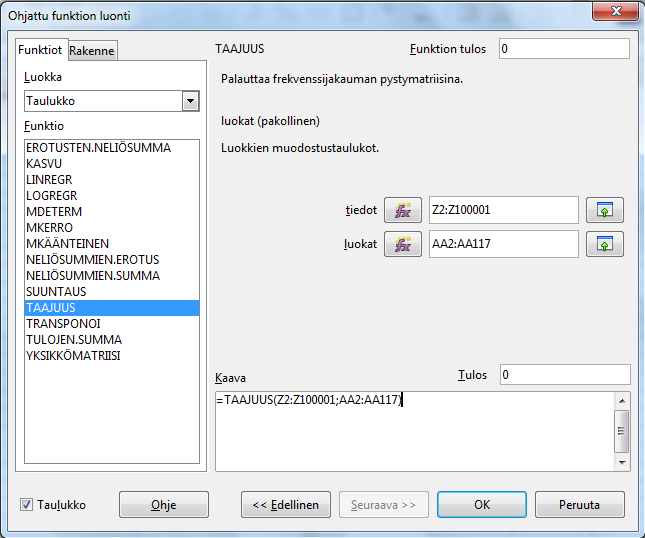 Ohjattu funktion luonti
Funktiot
Rakenne
Luokka
Taulukko
Funktio
EROTUSTEN.NELIÖSUMMA
KASVU
LINREGR
LOGREGR
MDETERM
MKERRO
MKÄÄNTEINEN
NELIÖSUMMIEN.EROTUS
NELIÖSUMMIEN.SUMMA
SUUNTAUS
TAAJUUS
TRANSPONOI
TULOJEN.SUMMA
YKSIKKÖMATRIISI
TAAJUUS
Funktion tulos 0
Palauttaa frekvenssijakauman pystymatriisina.
luokat (pakollinen)
Luokkien muodostustaulukot.
tiedot fx Z2:Z100001
luokat fx AA2:AA117
Kaava
Tulos 0
=TAAJUUS(Z2:Z100001;AA2:AA117)
Taulukko
Ohje
<< Edellinen
Seuraava >>
OK
Peruuta